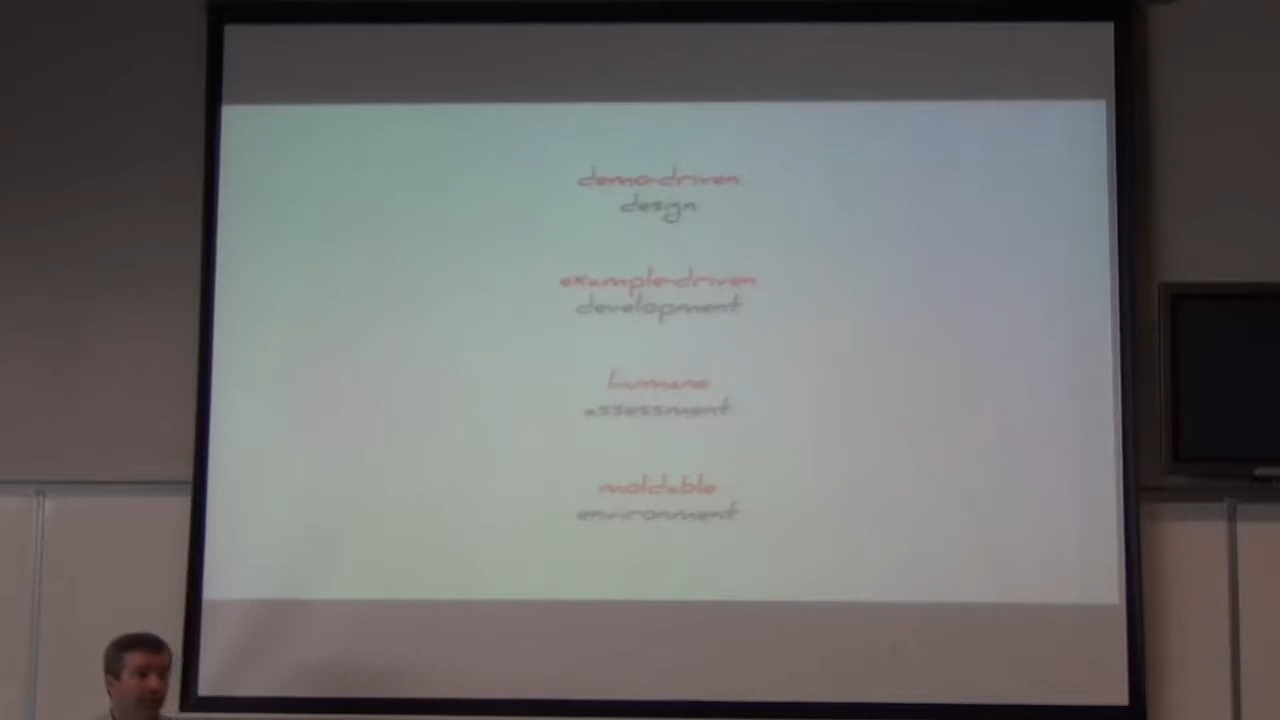 demo-driven
design
example-driven
development
humane
assessment
moldable
environment